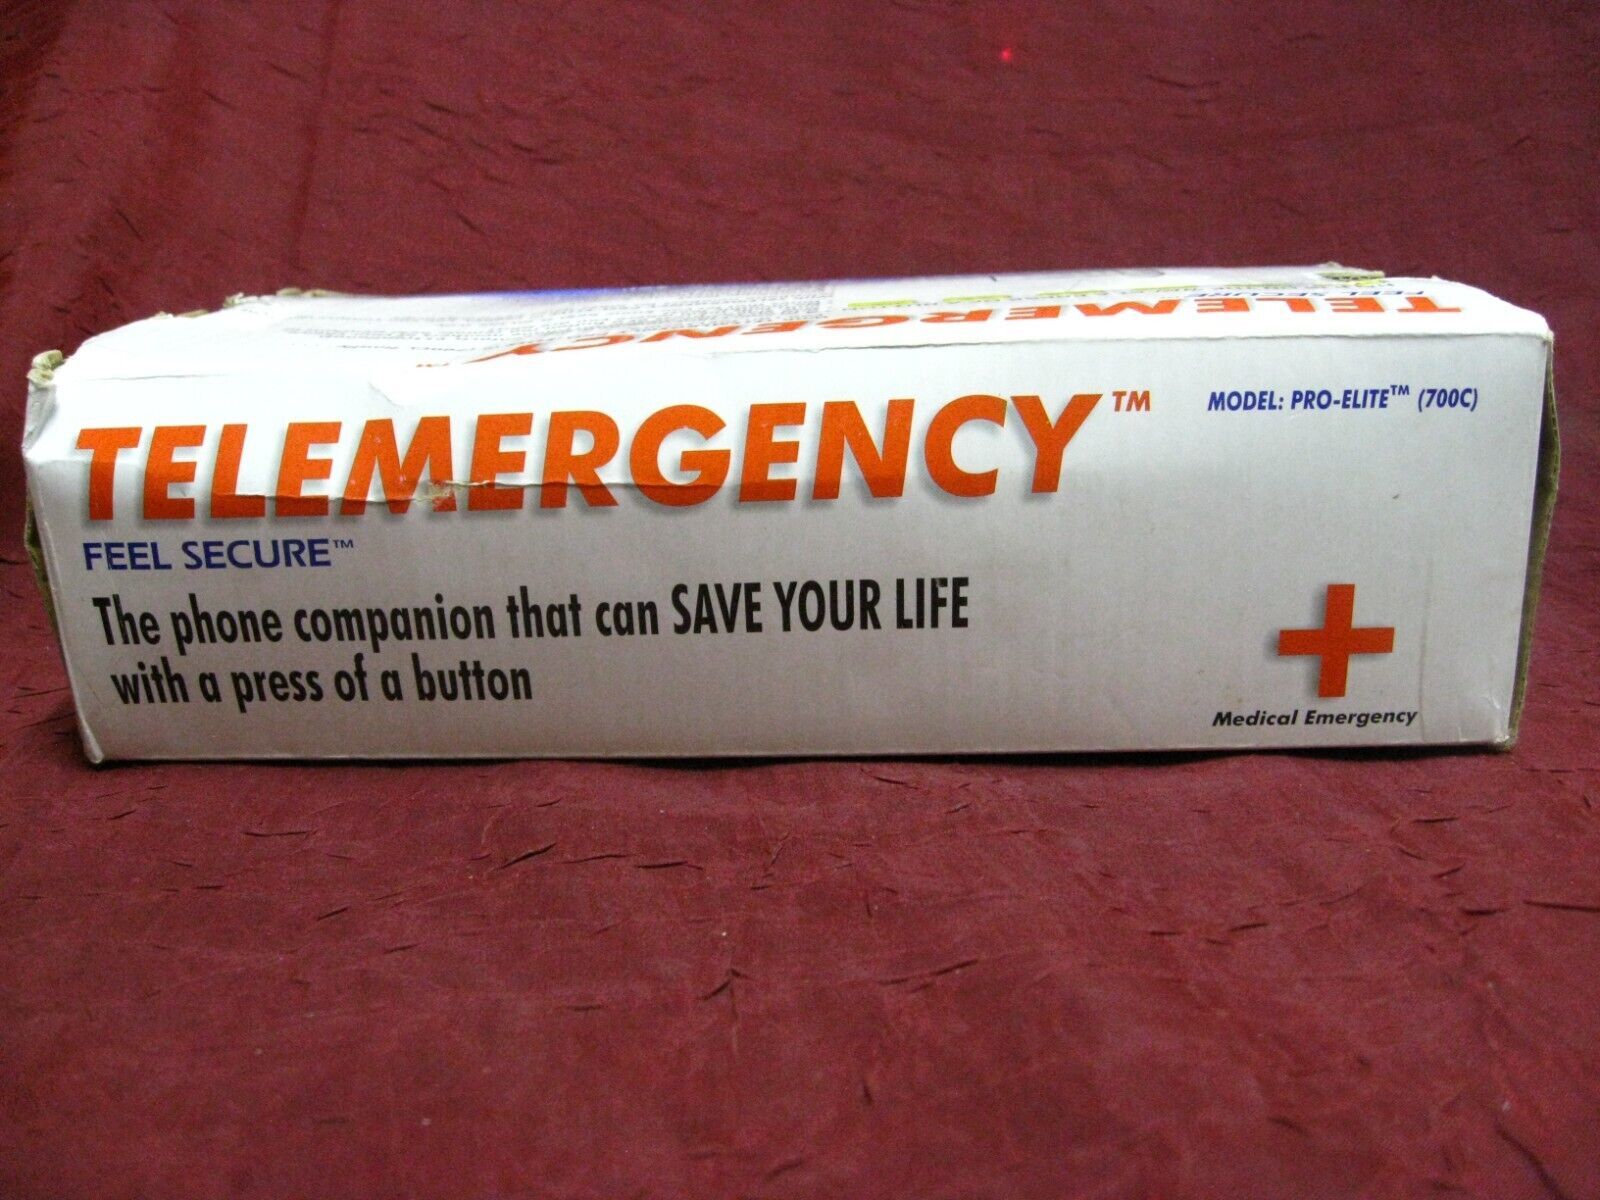 TELEMERGENCY™
TELEMERGENCY™ MODEL: PRO-ELITE™ (700C)
FEEL SECURE™
The phone companion that can SAVE YOUR LIFE
with a press of a button
Medical Emergency